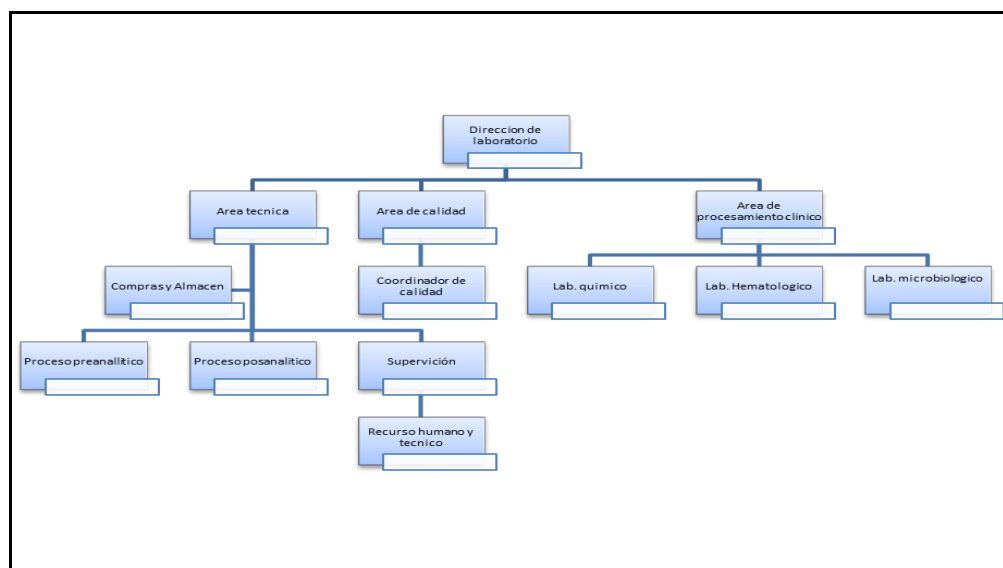 Direccion de
laboratorio
Area tecnica
Area de calidad
Area de
procesamiento clinico
Compras y Almacen
Coordinador de
calidad
Lab. quimico
Lab. Hematologico
Lab. microbiologico
Proceso preanallítico
Proceso posanalitico
Supervición
Recurso humano y
tecnico